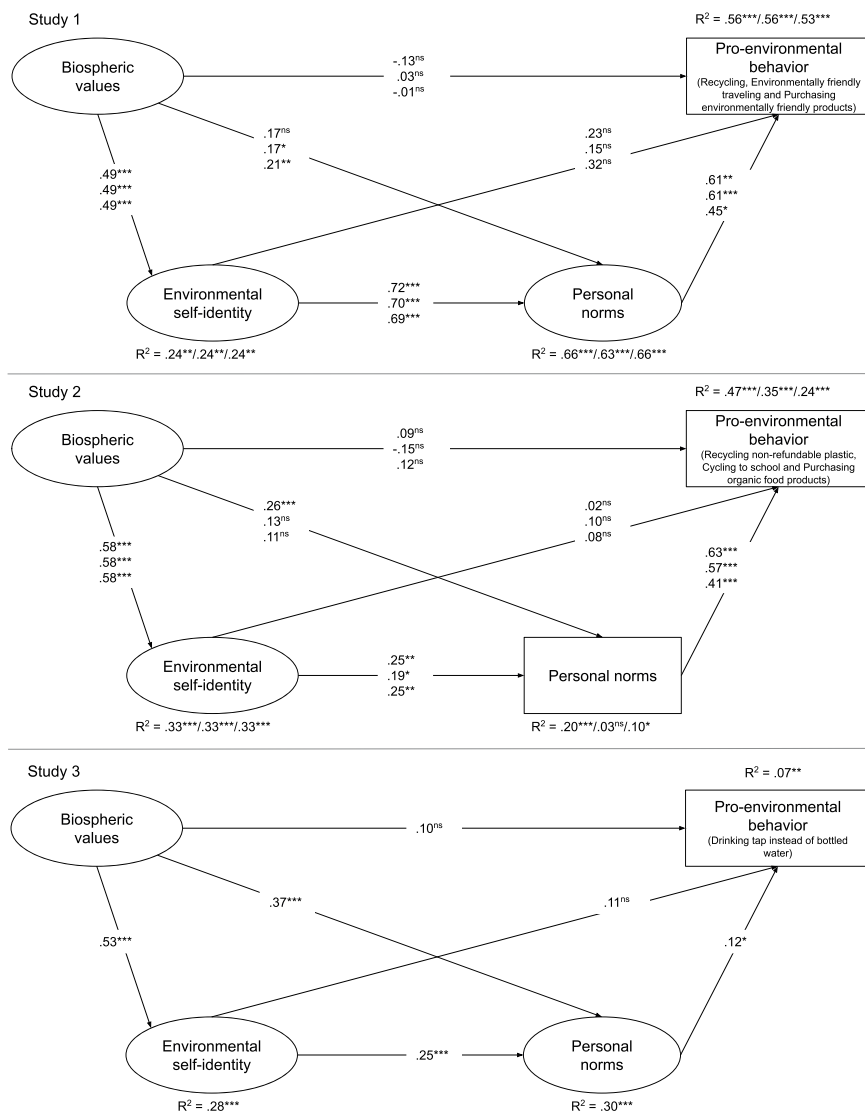 Study 1
R² = .56***/.56***/.53***
Biospheric
values
-.13ns
.03ns
-.01ns
Pro-environmental
behavior
(Recycling, Environmentally friendly
traveling and Purchasing
environmentally friendly products)
.17ns
.17*
.21**
.23ns
.15ns
.32ns
.49***
.49***
.49***
.61**
.61***
.45*
Environmental
self-identity
.72***
.70***
.69***
Personal
norms
R² = .24**/.24**/.24**
R² = .66***/.63***/.66***
Study 2
R² = .47***/.35***/.24***
Biospheric
values
.09ns
-.15ns
.12ns
Pro-environmental
behavior
(Recycling non-refundable plastic,
Cycling to school and Purchasing
organic food products)
.26***
.13ns
.11ns
.02ns
.10ns
.08ns
.58***
.58***
.58***
.63***
.57***
.41***
Environmental
self-identity
.25**
.19*
.25**
Personal norms
R² = .33***/.33***/.33***
R² = .20***/.03ns/.10*
Study 3
R² = .07**
Biospheric
values
.10ns
Pro-environmental
behavior
(Drinking tap instead of bottled
water)
.37***
.11ns
.53***
.12*
Environmental
self-identity
.25***
Personal
norms
R² = .28***
R² = .30***